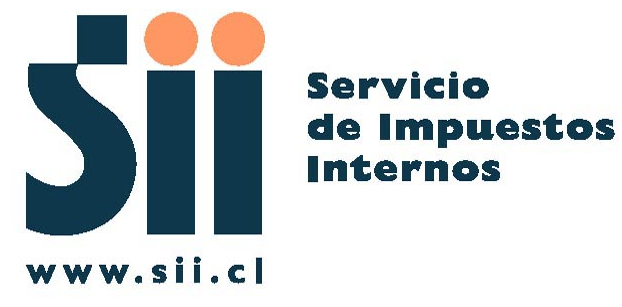 sii
Servicio
de Impuestos
Internos
www.sii.cl